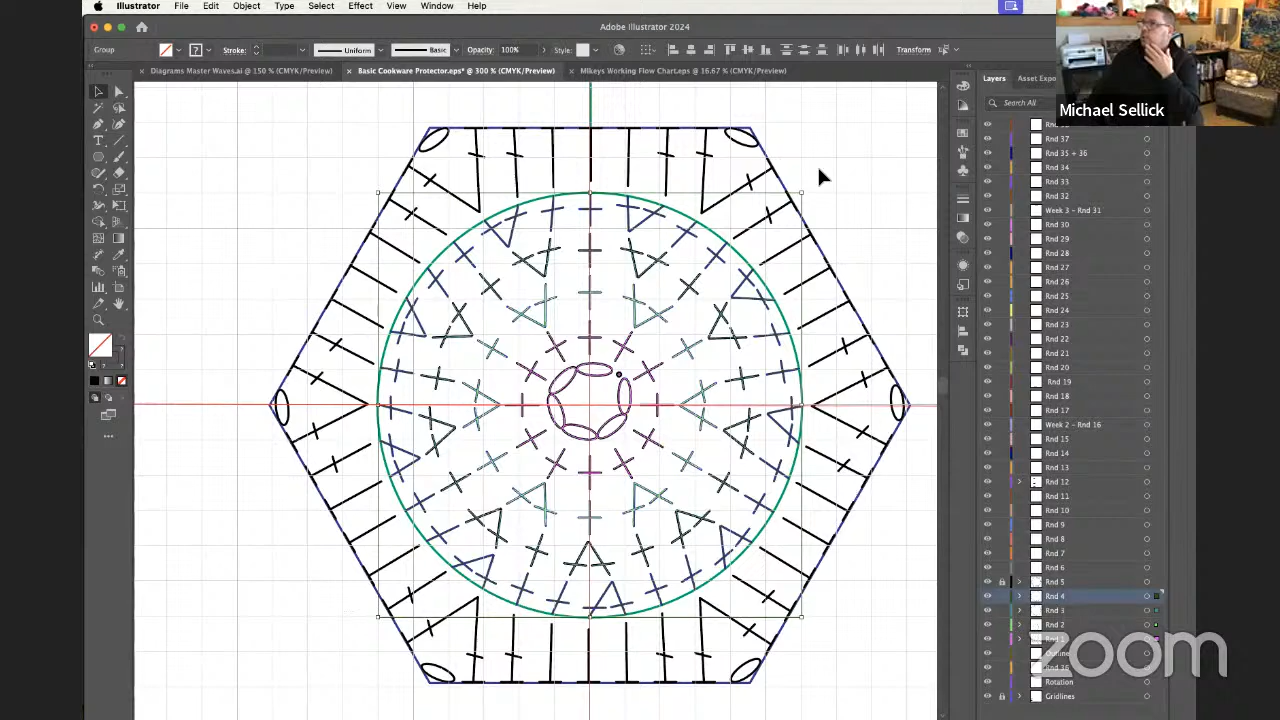 Illustrator File Edit Object Type Select Effect View Window Help
Adobe Illustrator 2024
Group Stroke: Uniform Basic Opacity: 100% Style: Transform
Diagrams Master Waves.ai @ 150 % (CMYK/Preview) Basic Cookware Protector.eps* @ 300 % (CMYK/Preview) Mikeys Working Flow Chart.eps @ 16.67 % (CMYK/Preview)
Layers Asset Expo
Search All
Michael Sellick
Rnd 37
Rnd 35 + 36
Rnd 34
Rnd 33
Rnd 32
Week 3 - Rnd 31
Rnd 30
Rnd 29
Rnd 28
Rnd 27
Rnd 26
Rnd 25
Rnd 24
Rnd 23
Rnd 22
Rnd 21
Rnd 20
Rnd 19
Rnd 18
Rnd 17
Week 2 - Rnd 16
Rnd 15
Rnd 14
Rnd 13
Rnd 12
Rnd 11
Rnd 10
Rnd 9
Rnd 8
Rnd 7
Rnd 6
Rnd 5
Rnd 4
Rnd 3
Rnd 2
Rnd 1
zoom
Rotation
Gridlines